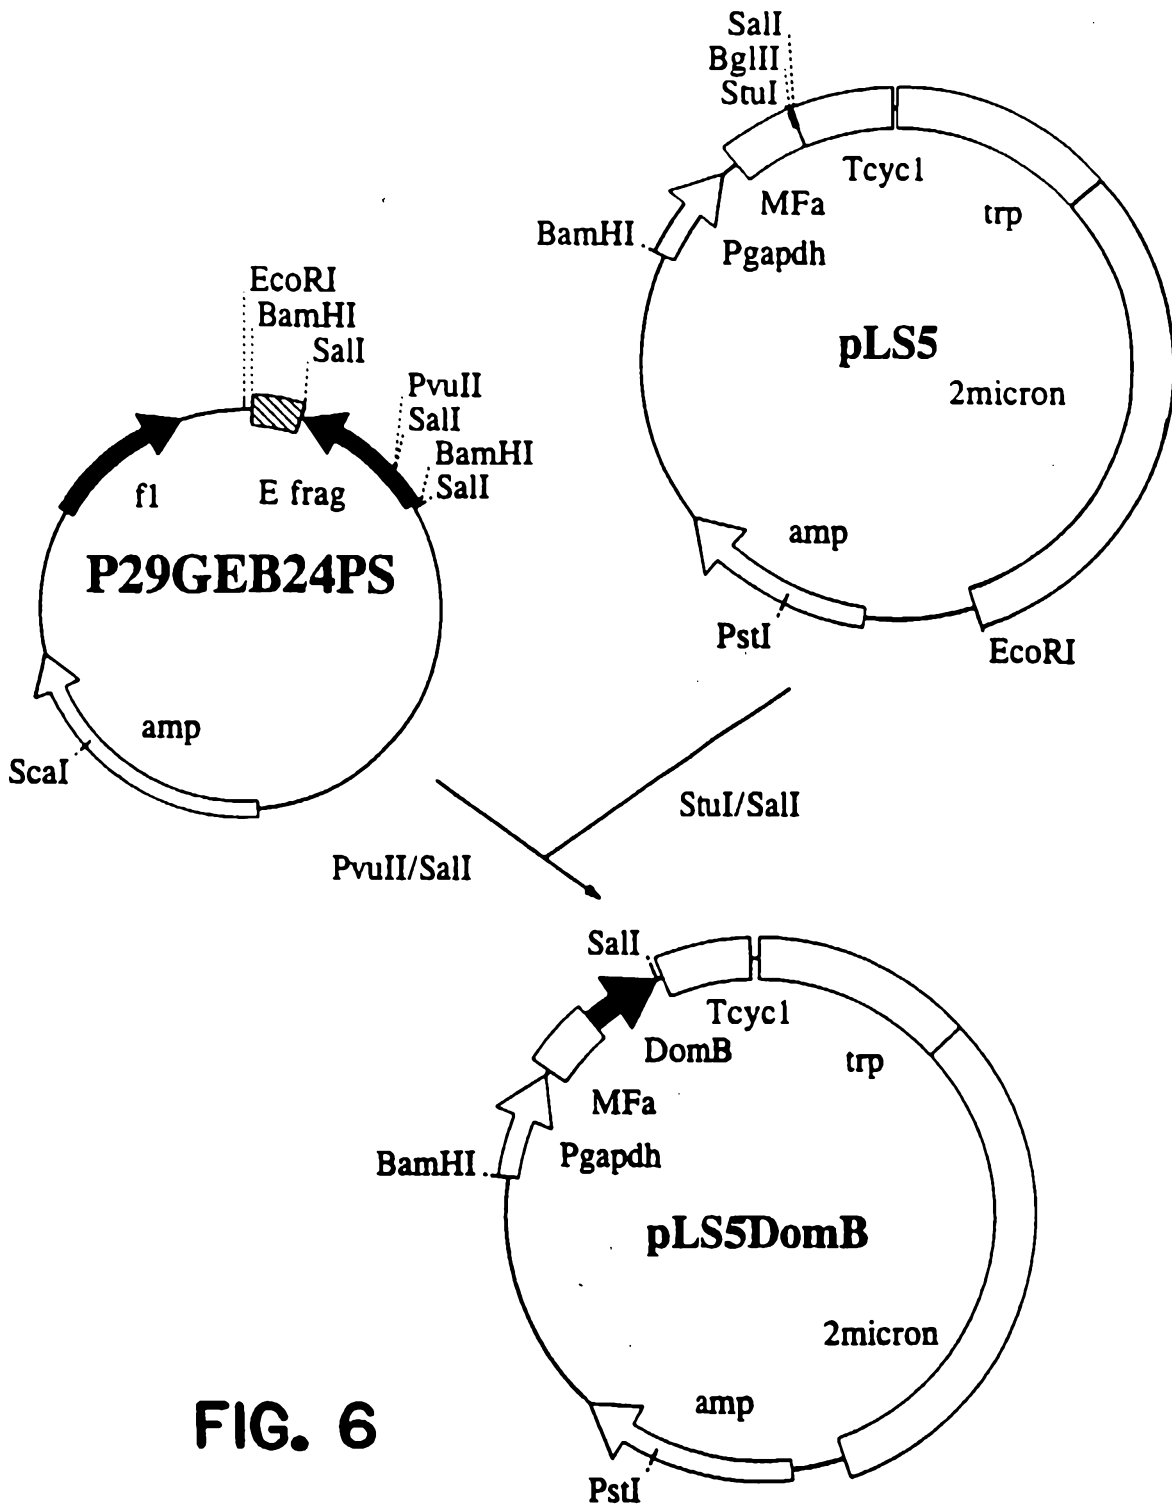 SalI
BglII
StuI
Tcyc1
MFa
trp
BamHI
Pgapdh
pLS5
2micron
amp
PstI
EcoRI
EcoRI
BamHI
SalI
PvuII
SalI
BamHI
SalI
f1
E frag
P29GEB24PS
amp
ScaI
StuI/SalI
PvuII/SalI
SalI
Tcyc1
DomB
trp
MFa
BamHI
Pgapdh
pLS5DomB
2micron
amp
PstI
FIG. 6